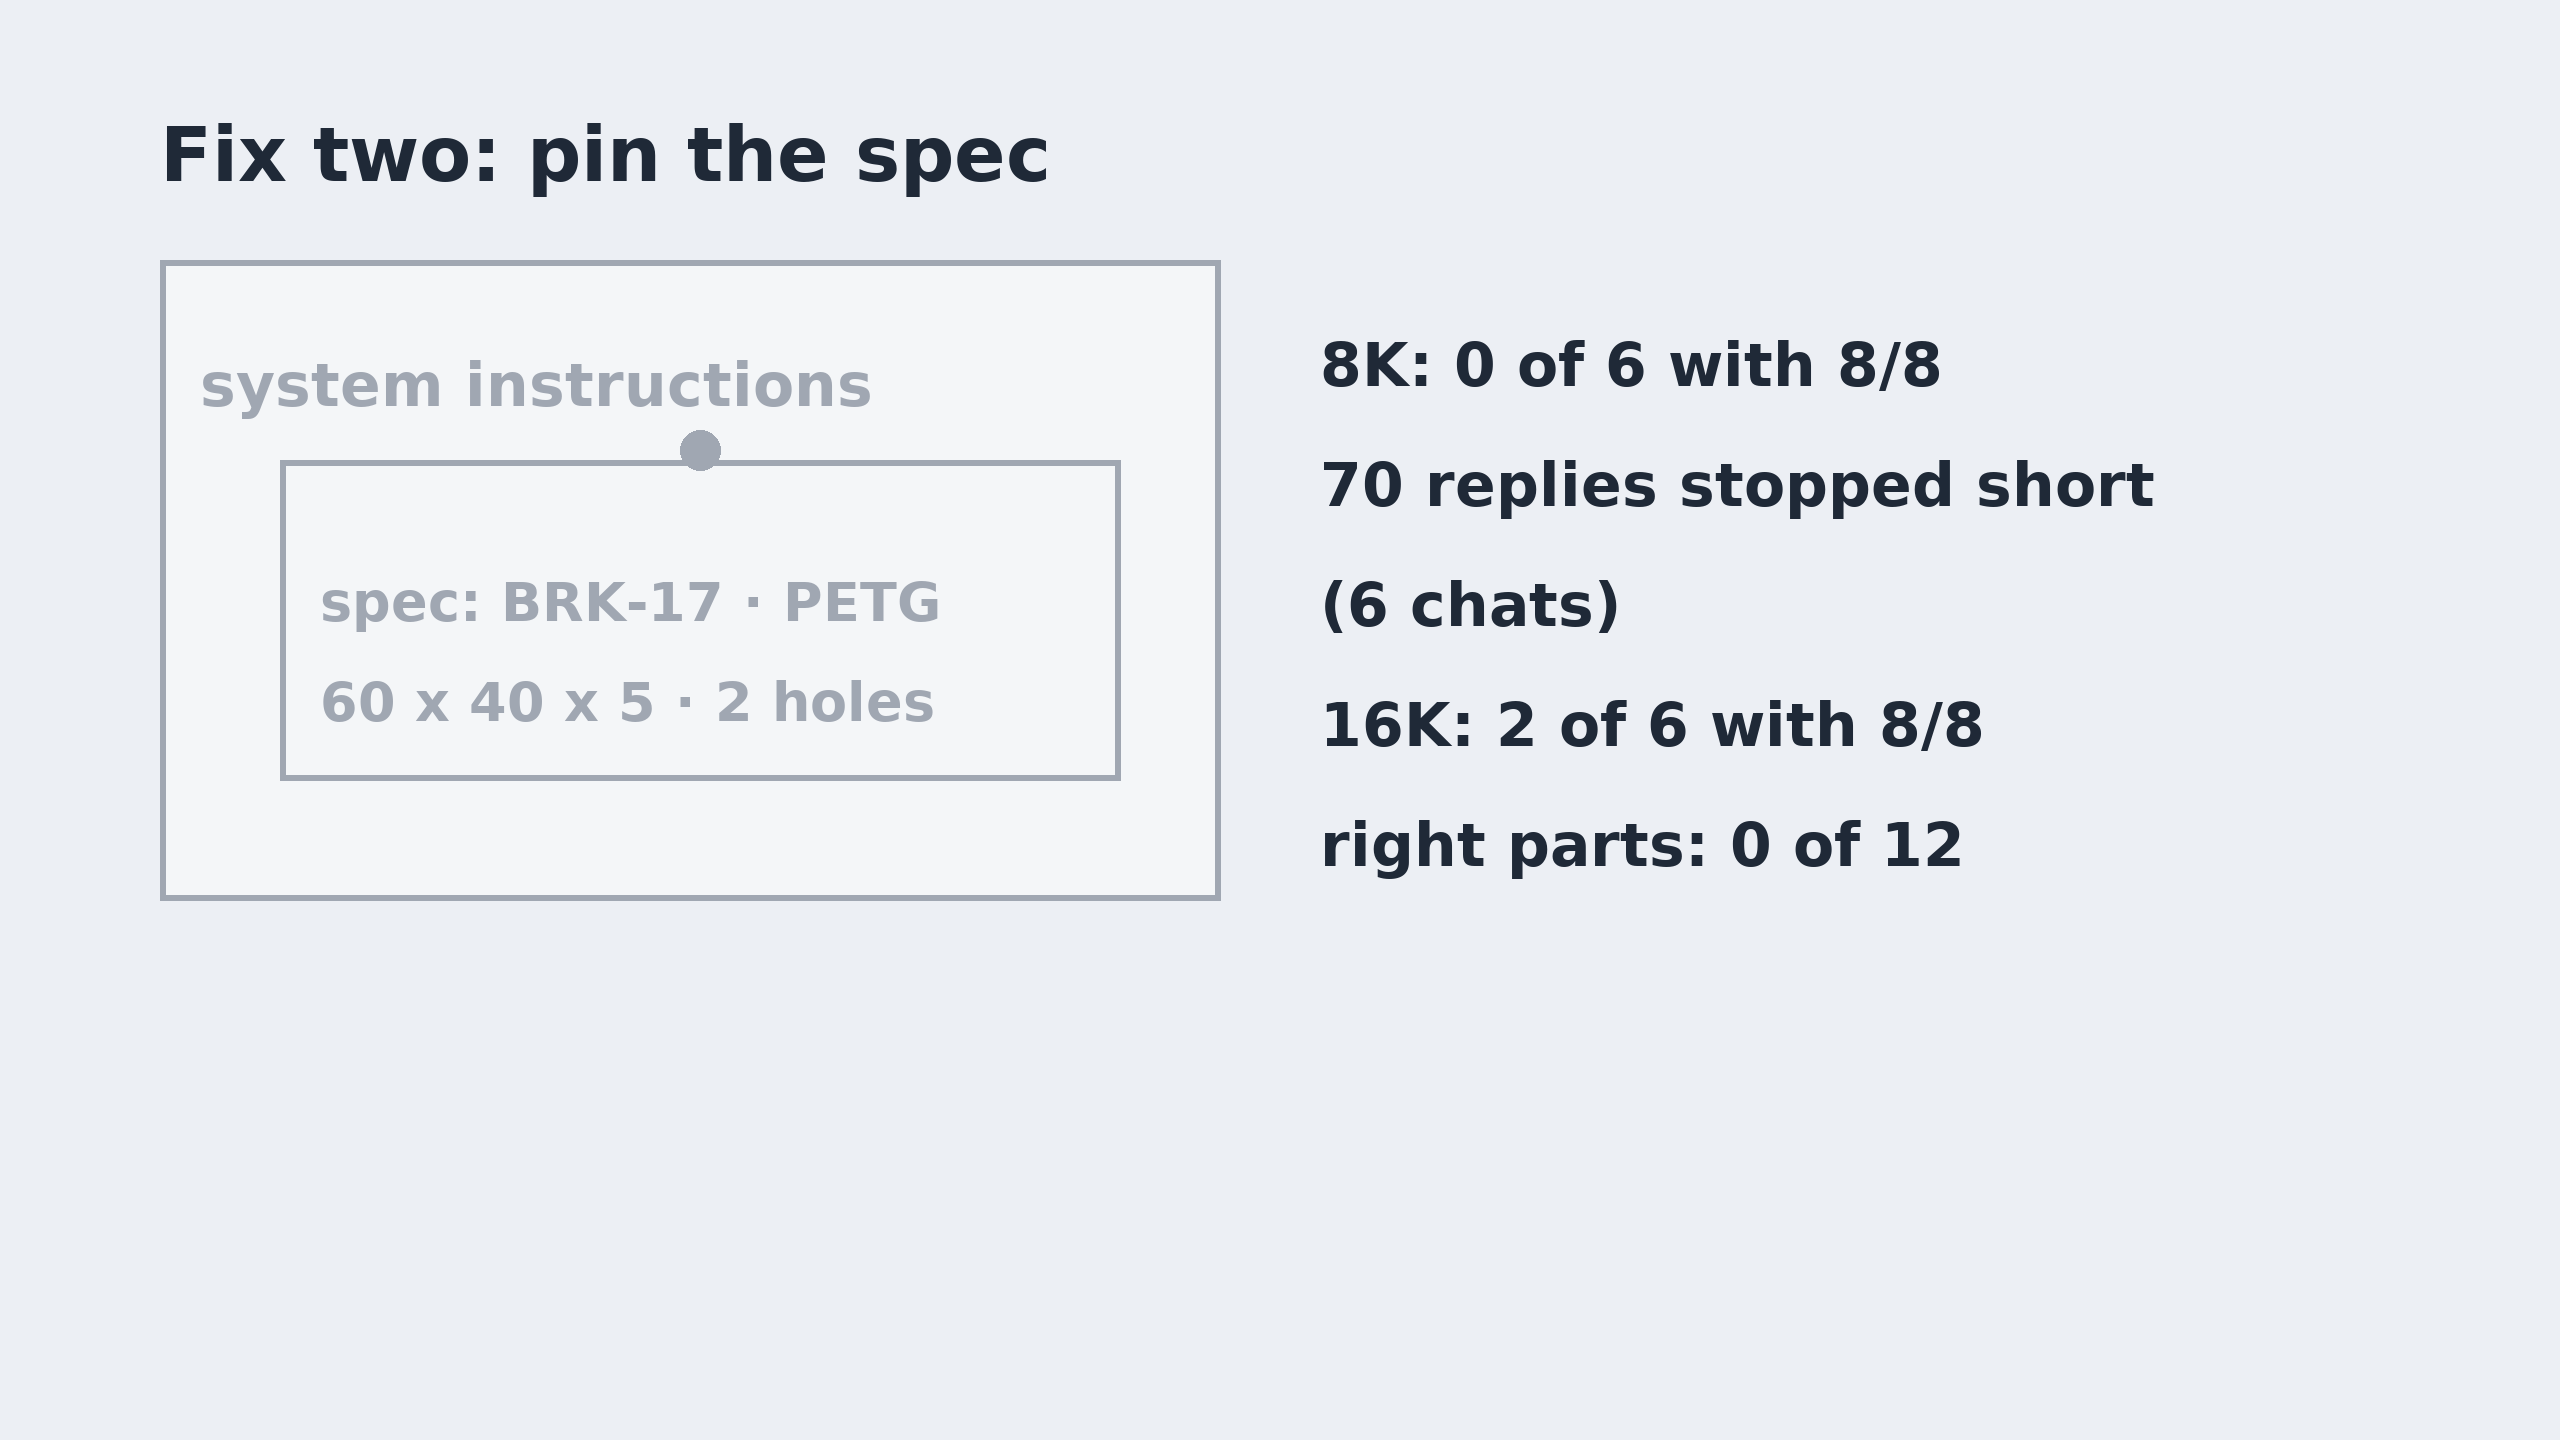 Fix two: pin the spec
system instructions
spec: BRK-17 · PETG
60 x 40 x 5 · 2 holes
8K: 0 of 6 with 8/8
70 replies stopped short
(6 chats)
16K: 2 of 6 with 8/8
right parts: 0 of 12